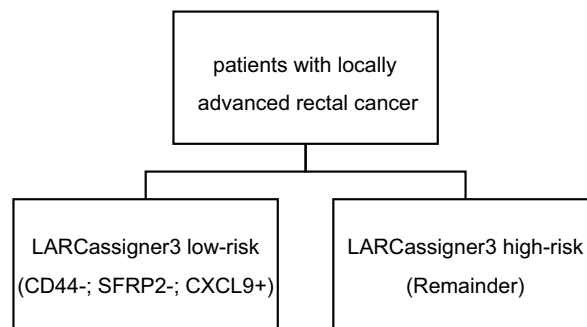 patients with locally
advanced rectal cancer
LARCassigner3 low-risk
(CD44-; SFRP2-; CXCL9+)
LARCassigner3 high-risk
(Remainder)